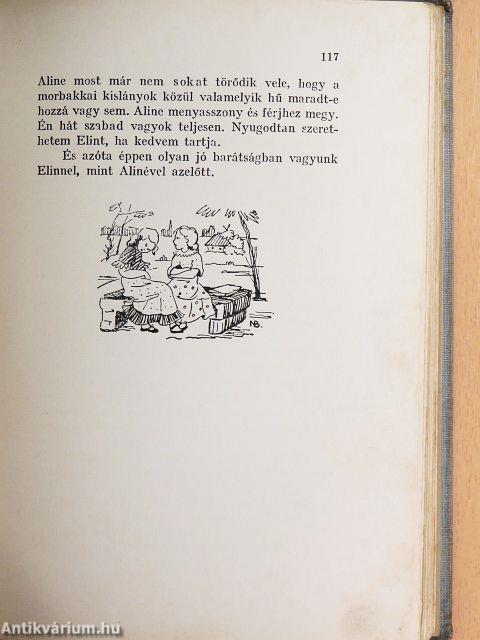 117
Aline most már nem sokat törődik vele, hogy a
morbakkai kislányok közül valamelyik hű maradt-e
hozzá vagy sem. Aline menyasszony és férjhez megy.
Én hát szabad vagyok teljesen. Nyugodtan szeret-
hetem Elint, ha kedvem tartja.
És azóta éppen olyan jó barátságban vagyunk
Elinnel, mint Alinével azelőtt.
NB.
Antikvárium.hu